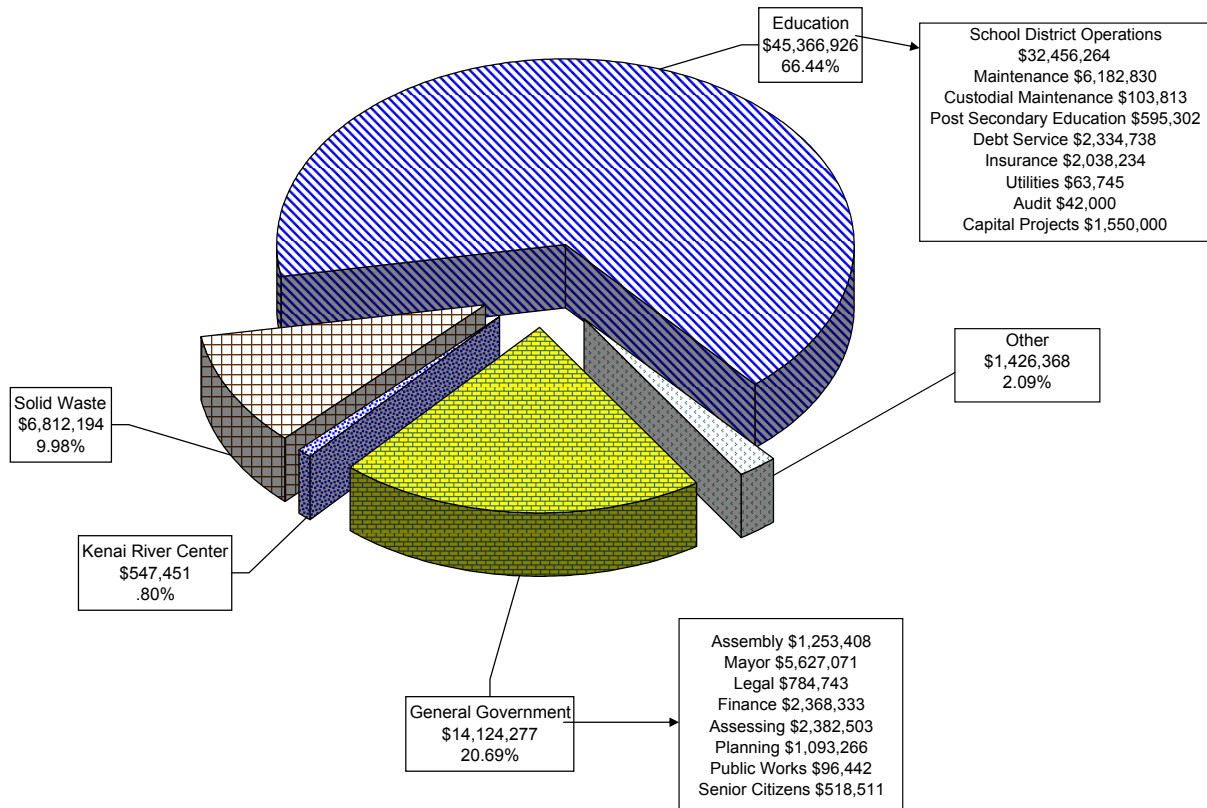 Education
$45,366,926
66.44%
School District Operations
$32,456,264
Maintenance $6,182,830
Custodial Maintenance $103,813
Post Secondary Education $595,302
Debt Service $2,334,738
Insurance $2,038,234
Utilities $63,745
Audit $42,000
Capital Projects $1,550,000
Other
$1,426,368
2.09%
Solid Waste
$6,812,194
9.98%
Kenai River Center
$547,451
.80%
General Government
$14,124,277
20.69%
Assembly $1,253,408
Mayor $5,627,071
Legal $784,743
Finance $2,368,333
Assessing $2,382,503
Planning $1,093,266
Public Works $96,442
Senior Citizens $518,511